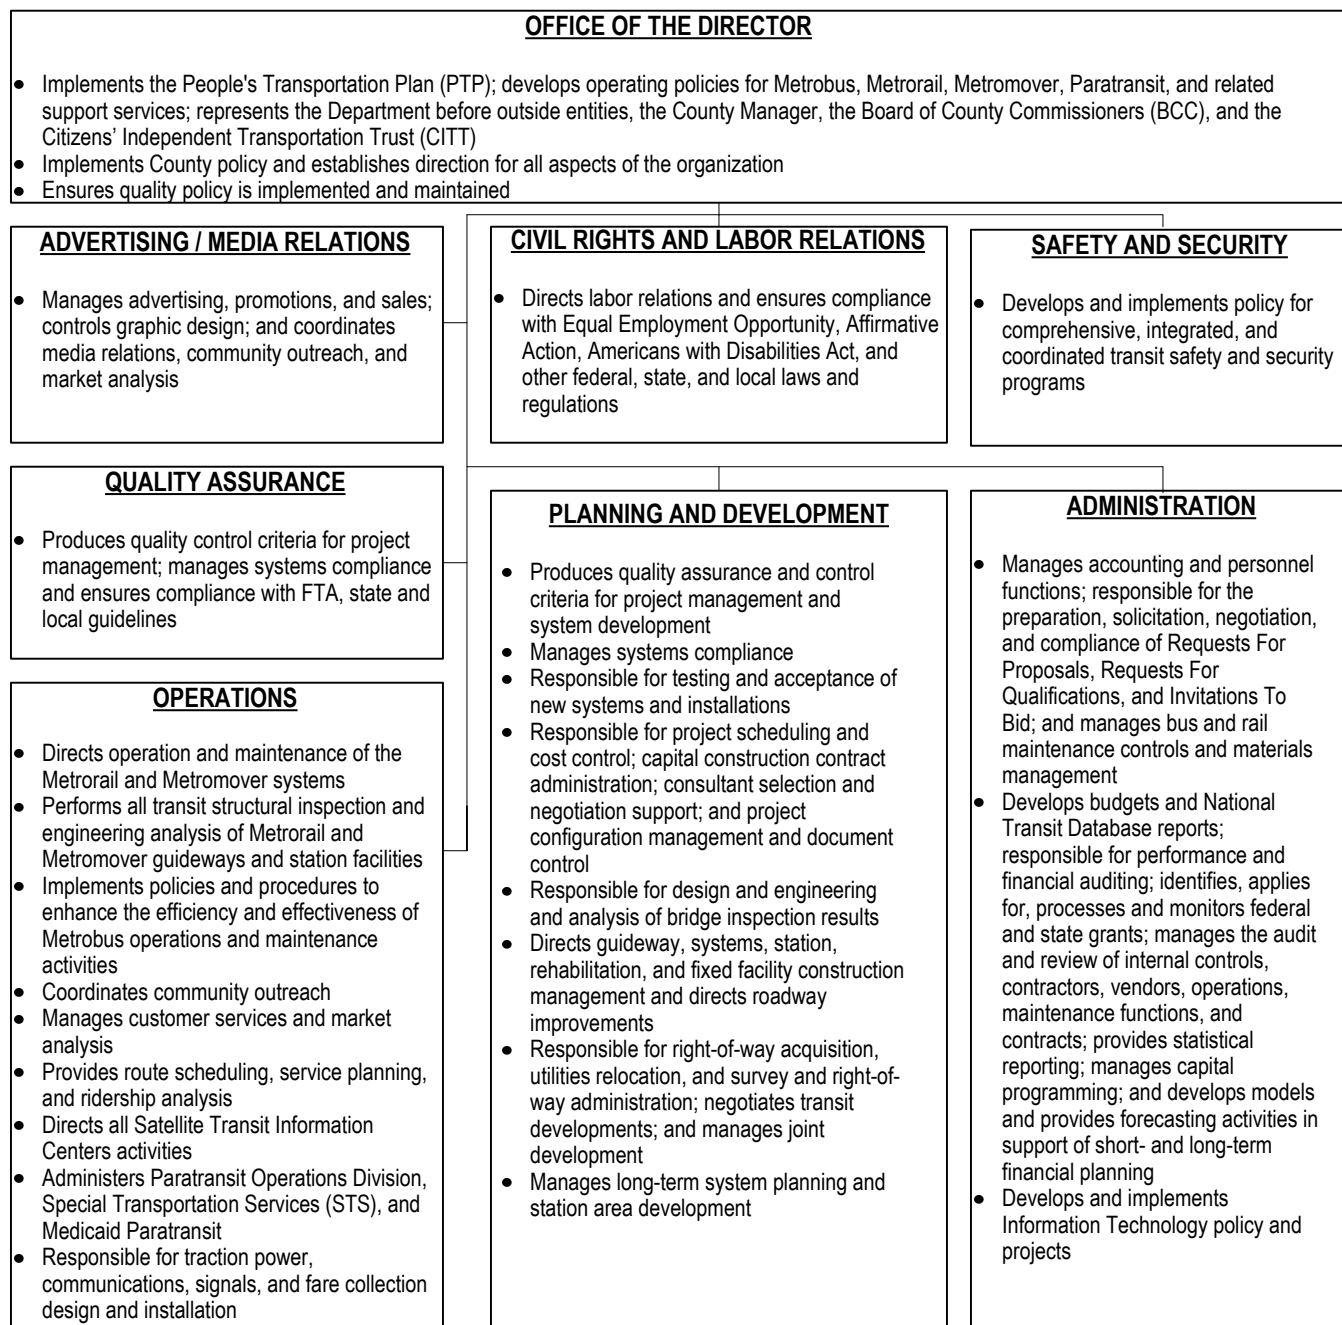 OFFICE OF THE DIRECTOR
• Implements the People's Transportation Plan (PTP); develops operating policies for Metrobus, Metrorail, Metromover, Paratransit, and related
support services; represents the Department before outside entities, the County Manager, the Board of County Commissioners (BCC), and the
Citizens’ Independent Transportation Trust (CITT)
• Implements County policy and establishes direction for all aspects of the organization
• Ensures quality policy is implemented and maintained
ADVERTISING / MEDIA RELATIONS
• Manages advertising, promotions, and sales;
controls graphic design; and coordinates
media relations, community outreach, and
market analysis
CIVIL RIGHTS AND LABOR RELATIONS
• Directs labor relations and ensures compliance
with Equal Employment Opportunity, Affirmative
Action, Americans with Disabilities Act, and
other federal, state, and local laws and
regulations
SAFETY AND SECURITY
• Develops and implements policy for
comprehensive, integrated, and
coordinated transit safety and security
programs
QUALITY ASSURANCE
• Produces quality control criteria for project
management; manages systems compliance
and ensures compliance with FTA, state and
local guidelines
OPERATIONS
• Directs operation and maintenance of the
Metrorail and Metromover systems
• Performs all transit structural inspection and
engineering analysis of Metrorail and
Metromover guideways and station facilities
• Implements policies and procedures to
enhance the efficiency and effectiveness of
Metrobus operations and maintenance
activities
• Coordinates community outreach
• Manages customer services and market
analysis
• Provides route scheduling, service planning,
and ridership analysis
• Directs all Satellite Transit Information
Centers activities
• Administers Paratransit Operations Division,
Special Transportation Services (STS), and
Medicaid Paratransit
• Responsible for traction power,
communications, signals, and fare collection
design and installation
PLANNING AND DEVELOPMENT
• Produces quality assurance and control
criteria for project management and
system development
• Manages systems compliance
• Responsible for testing and acceptance of
new systems and installations
• Responsible for project scheduling and
cost control; capital construction contract
administration; consultant selection and
negotiation support; and project
configuration management and document
control
• Responsible for design and engineering
and analysis of bridge inspection results
• Directs guideway, systems, station,
rehabilitation, and fixed facility construction
management and directs roadway
improvements
• Responsible for right-of-way acquisition,
utilities relocation, and survey and right-of-
way administration; negotiates transit
developments; and manages joint
development
• Manages long-term system planning and
station area development
ADMINISTRATION
• Manages accounting and personnel
functions; responsible for the
preparation, solicitation, negotiation,
and compliance of Requests For
Proposals, Requests For
Qualifications, and Invitations To
Bid; and manages bus and rail
maintenance controls and materials
management
• Develops budgets and National
Transit Database reports;
responsible for performance and
financial auditing; identifies, applies
for, processes and monitors federal
and state grants; manages the audit
and review of internal controls,
contractors, vendors, operations,
maintenance functions, and
contracts; provides statistical
reporting; manages capital
programming; and develops models
and provides forecasting activities in
support of short- and long-term
financial planning
• Develops and implements
Information Technology policy and
projects